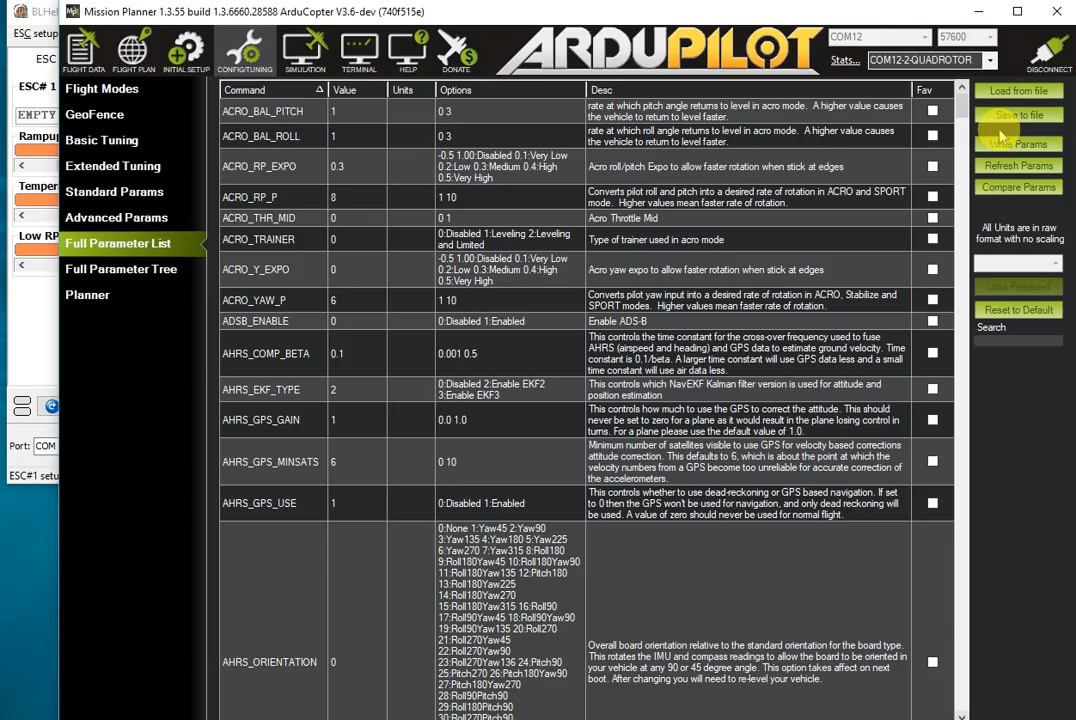 BLHel
Mission Planner 1.3.55 build 1.3.6660.28588 ArduCopter V3.6-dev (740f515e)
ESC setup
ESC
ESC# 1
EMPTY
Rampu
Temper
Low RP
Port: COM
ESC#1 setup
FLIGHT DATA FLIGHT PLAN INITIAL SETUP CONFIG/TUNING SIMULATION TERMINAL HELP DONATE
ARDUPILOT
COM12 57600
Stats... COM12-2-QUADROTOR
DISCONNECT
Flight Modes
GeoFence
Basic Tuning
Extended Tuning
Standard Params
Advanced Params
Full Parameter List
Full Parameter Tree
Planner
Command Value Units Options Desc Fav
ACRO_BAL_PITCH 1 0 3 rate at which pitch angle returns to level in acro mode. A higher value causes
the vehicle to return to level faster.
ACRO_BAL_ROLL 1 0 3 rate at which roll angle returns to level in acro mode. A higher value causes
the vehicle to return to level faster.
ACRO_RP_EXPO 0.3 -0.5 1.00:Disabled 0.1:Very Low
0.2:Low 0.3:Medium 0.4:High
0.5:Very High
Acro roll/pitch Expo to allow faster rotation when stick at edges
ACRO_RP_P 8 1 10 Converts pilot roll and pitch into a desired rate of rotation in ACRO and SPORT
mode. Higher values mean faster rate of rotation.
ACRO_THR_MID 0 0 1 Acro Throttle Mid
ACRO_TRAINER 0 0:Disabled 1:Leveling 2:Leveling
and Limited
Type of trainer used in acro mode
ACRO_Y_EXPO 0 -0.5 1.00:Disabled 0.1:Very Low
0.2:Low 0.3:Medium 0.4:High
0.5:Very High
Acro yaw expo to allow faster rotation when stick at edges
ACRO_YAW_P 6 1 10 Converts pilot yaw input into a desired rate of rotation in ACRO, Stabilize and
SPORT modes. Higher values mean faster rate of rotation.
ADSB_ENABLE 0 0:Disabled 1:Enabled Enable ADS-B
AHRS_COMP_BETA 0.1 0.001 0.5 This controls the time constant for the cross-over frequency used to fuse
AHRS (airspeed and heading) and GPS data to estimate ground velocity. Time
constant is 0.1/beta. A larger time constant will use GPS data less and a small
time constant will use air data less.
AHRS_EKF_TYPE 2 0:Disabled 2:Enable EKF2
3:Enable EKF3
This controls which NavEKF Kalman filter version is used for attitude and
position estimation
AHRS_GPS_GAIN 1 0.0 1.0 This controls how much to use the GPS to correct the attitude. This should
never be set to zero for a plane as it would result in the plane losing control in
turns. For a plane please use the default value of 1.0.
AHRS_GPS_MINSATS 6 0 10 Minimum number of satellites visible to use GPS for velocity based corrections
attitude correction. This defaults to 6, which is about the point at which the
velocity numbers from a GPS become too unreliable for accurate correction of
the accelerometers.
AHRS_GPS_USE 1 0:Disabled 1:Enabled This controls whether to use dead-reckoning or GPS based navigation. If set
to 0 then the GPS won't be used for navigation, and only dead reckoning will
be used. A value of zero should never be used for normal flight.
AHRS_ORIENTATION 0 0:None 1:Yaw45 2:Yaw90
3:Yaw135 4:Yaw180 5:Yaw225
6:Yaw270 7:Yaw315 8:Roll180
9:Roll180Yaw45 10:Roll180Yaw90
11:Roll180Yaw135 12:Pitch180
13:Roll180Yaw225
14:Roll180Yaw270
15:Roll180Yaw315 16:Roll90
17:Roll90Yaw45 18:Roll90Yaw90
19:Roll90Yaw135 20:Roll270
21:Roll270Yaw45
22:Roll270Yaw90
23:Roll270Yaw136 24:Pitch90
25:Pitch270 26:Pitch180Yaw90
27:Pitch180Yaw270
28:Roll90Pitch90
30:Roll270Pitch90
Overall board orientation relative to the standard orientation for the board type.
This rotates the IMU and compass readings to allow the board to be oriented in
your vehicle at any 90 or 45 degree angle. This option takes affect on next
boot. After changing you will need to re-level your vehicle.
Load from file
Save to file
Write Params
Refresh Params
Compare Params
All Units are in raw
format with no scaling
Load Presaved
Reset to Default
Search